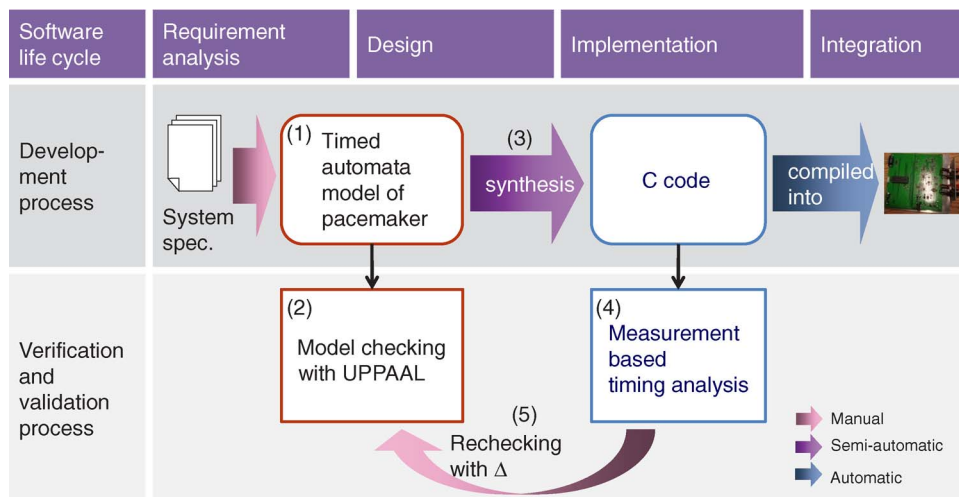 Software
life cycle
Requirement
analysis
Design
Implementation
Integration
Develop-
ment
process
System
spec.
(1)
Timed
automata
model of
pacemaker
(3)
synthesis
C code
compiled
into
Verification
and
validation
process
(2)
Model checking
with UPPAAL
(4)
Measurement
based
timing analysis
(5)
Rechecking
with Δ
Manual
Semi-automatic
Automatic